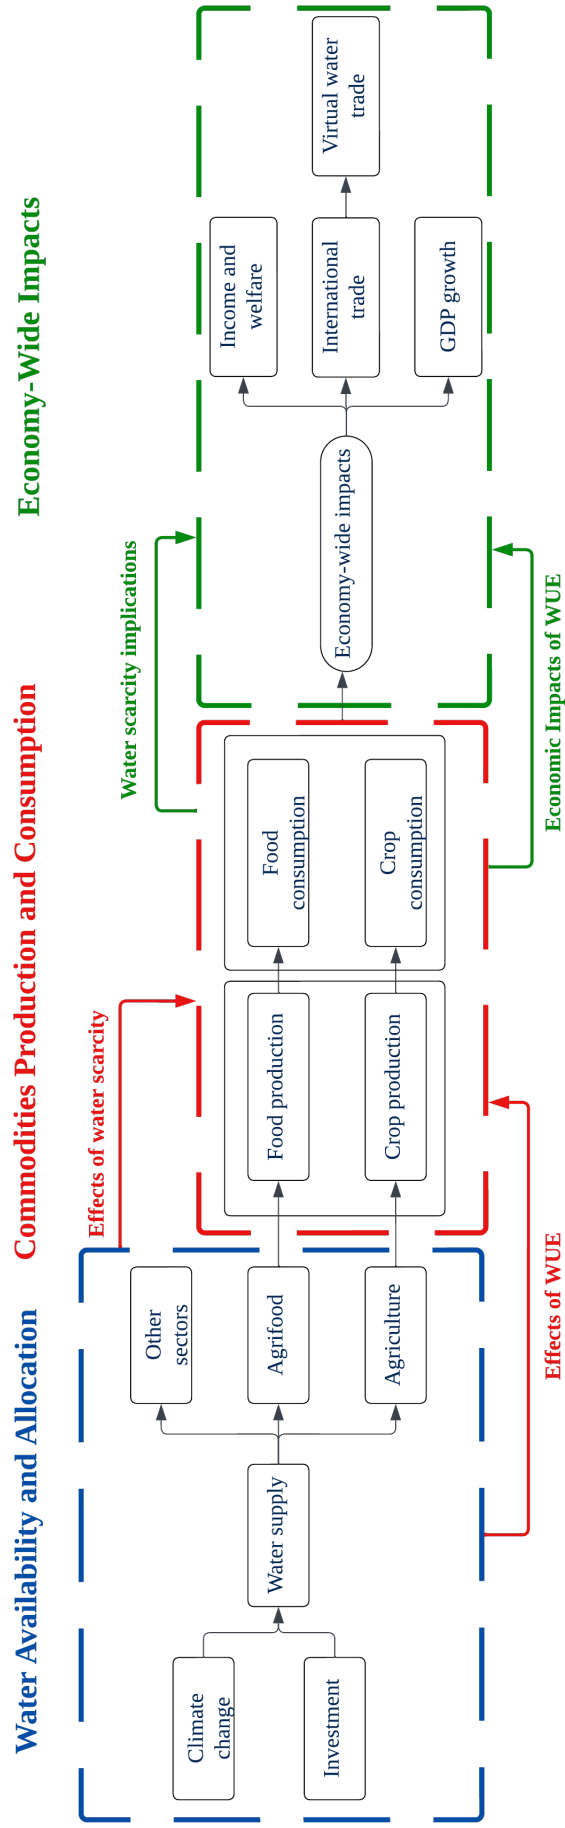 Water Availability and Allocation
Commodities Production and Consumption
Economy-Wide Impacts
Effects of water scarcity
Water scarcity implications
Climate
change
Investment
Water supply
Other
sectors
Agrifood
Agriculture
Food production
Crop production
Food
consumption
Crop
consumption
Economy-wide impacts
Income and
welfare
International
trade
GDP growth
Virtual water
trade
Effects of WUE
Economic Impacts of WUE